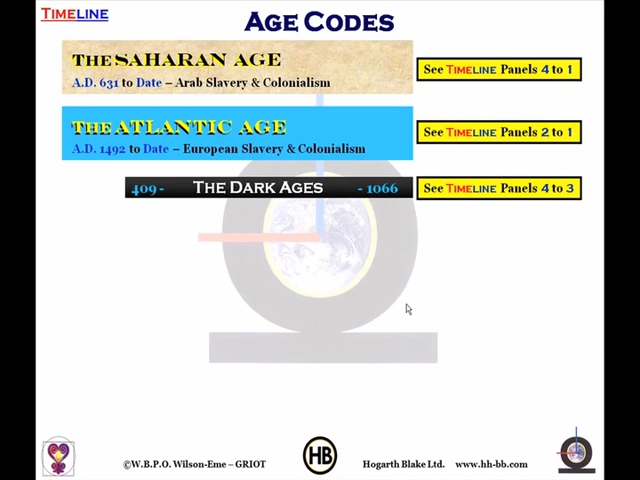 TIMELINE
AGE CODES
THE SAHARAN AGE
A.D. 631 to Date – Arab Slavery & Colonialism
See TIMELINE Panels 4 to 1
THE ATLANTIC AGE
A.D. 1492 to Date – European Slavery & Colonialism
See TIMELINE Panels 2 to 1
409 - THE DARK AGES - 1066
See TIMELINE Panels 4 to 3
©W.B.P.O. Wilson-Eme – GRIOT
HB
Hogarth Blake Ltd. www.hh-bb.com